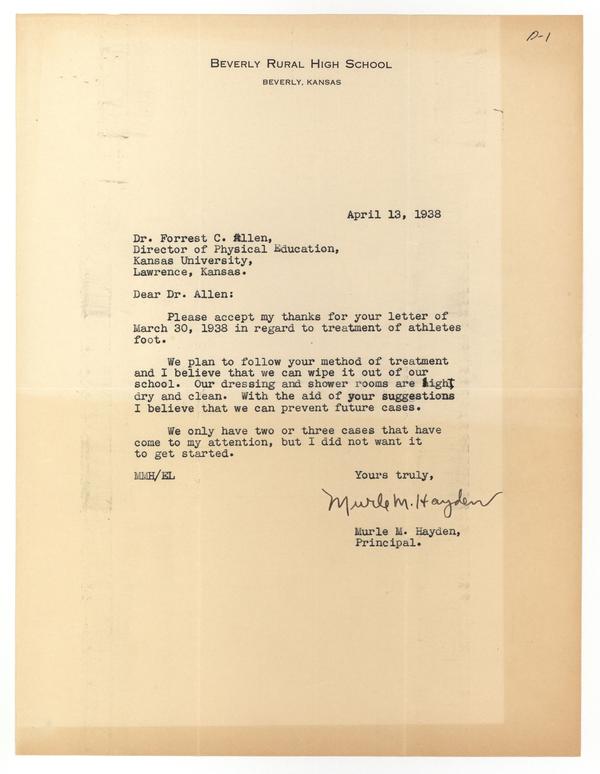 D-1
BEVERLY RURAL HIGH SCHOOL
BEVERLY, KANSAS
April 13, 1938
Dr. Forrest C. Allen,
Director of Physical Education,
Kansas University,
Lawrence, Kansas.
Dear Dr. Allen:
Please accept my thanks for your letter of
March 30, 1938 in regard to treatment of athletes
foot.
We plan to follow your method of treatment
and I believe that we can wipe it out of our
school. Our dressing and shower rooms are light
dry and clean. With the aid of your suggestions
I believe that we can prevent future cases.
We only have two or three cases that have
come to my attention, but I did not want it
to get started.
MMH/EL Yours truly,
Murle M. Hayden
Murle M. Hayden,
Principal.